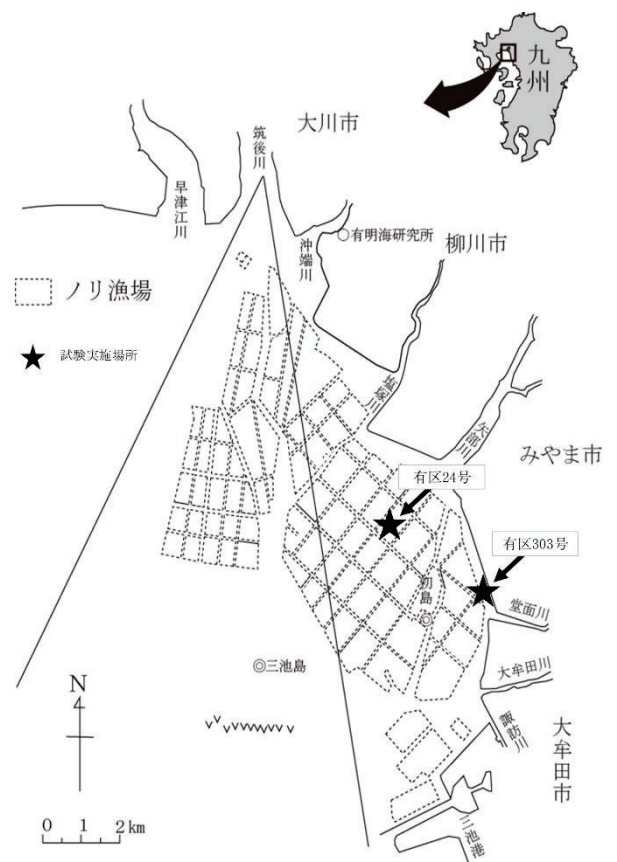 九州
大川市
筑後川
早津江川
沖端川
○有明海研究所
柳川市
ノリ漁場
試験実施場所
塩塚川
矢部川
みやま市
有区24号
有区303号
初島
◎
堂面川
◎三池島
大牟田川
諏訪川
大牟田市
三池港
N
0 1 2km